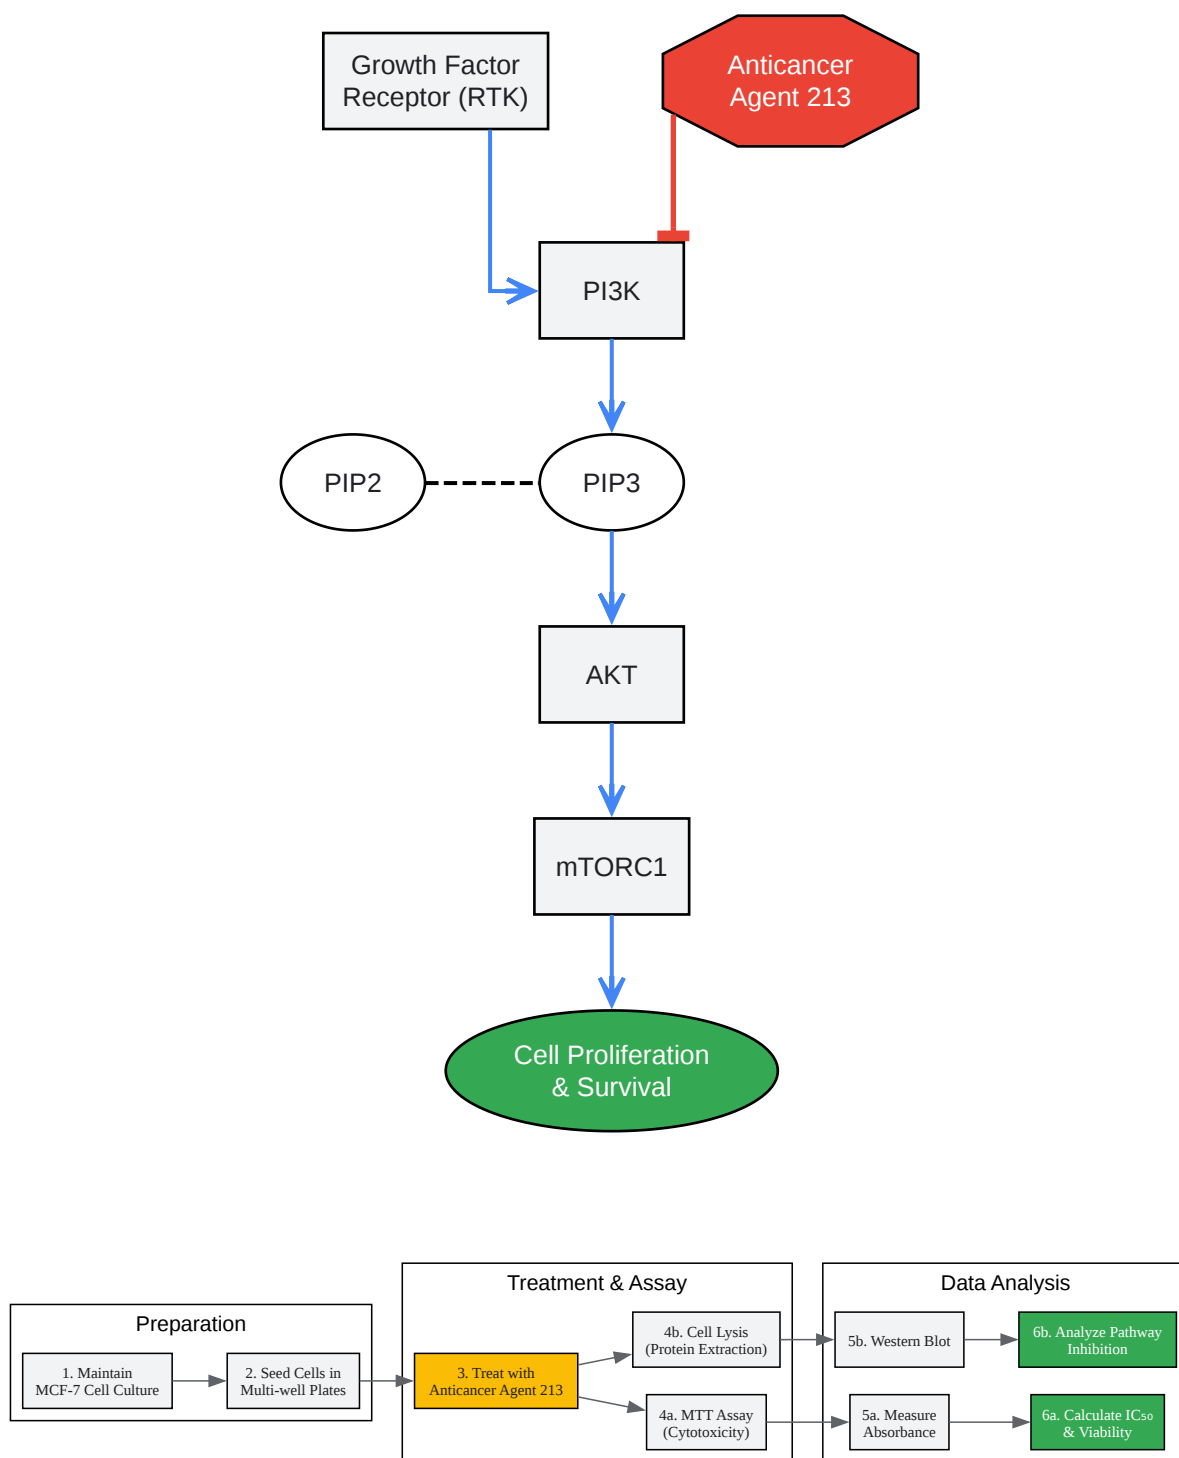 Growth Factor
Receptor (RTK)
Anticancer
Agent 213
PI3K
PIP2
PIP3
AKT
mTORC1
Cell Proliferation
& Survival
Preparation
1. Maintain
MCF-7 Cell Culture
2. Seed Cells in
Multi-well Plates
Treatment & Assay
3. Treat with
Anticancer Agent 213
4b. Cell Lysis
(Protein Extraction)
4a. MTT Assay
(Cytotoxicity)
Data Analysis
5b. Western Blot
6b. Analyze Pathway
Inhibition
5a. Measure
Absorbance
6a. Calculate IC₅₀
& Viability